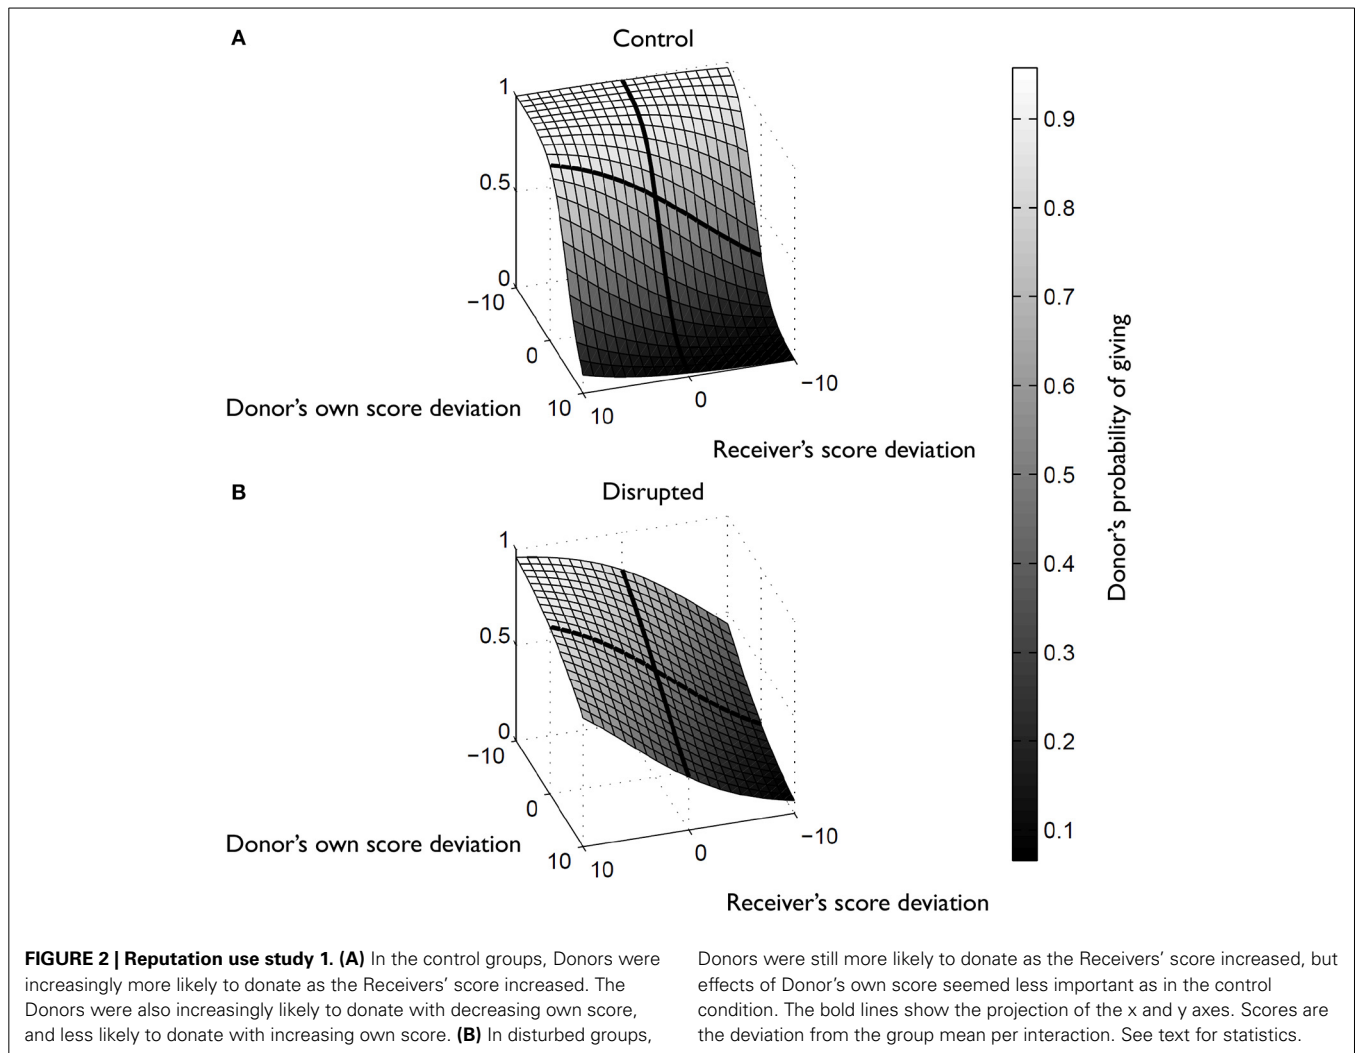 A
Control
1
0.5
0
−10
0
10
Donor's own score deviation
10
0
−10
Receiver's score deviation
B
Disrupted
1
0.5
0
−10
0
10
Donor's own score deviation
10
0
−10
Receiver's score deviation
0.9
0.8
0.7
0.6
0.5
0.4
0.3
0.2
0.1
Donor's probability of giving
FIGURE 2 | Reputation use study 1. (A) In the control groups, Donors were
increasingly more likely to donate as the Receivers' score increased. The
Donors were also increasingly likely to donate with decreasing own score,
and less likely to donate with increasing own score. (B) In disturbed groups,
Donors were still more likely to donate as the Receivers' score increased, but
effects of Donor's own score seemed less important as in the control
condition. The bold lines show the projection of the x and y axes. Scores are
the deviation from the group mean per interaction. See text for statistics.